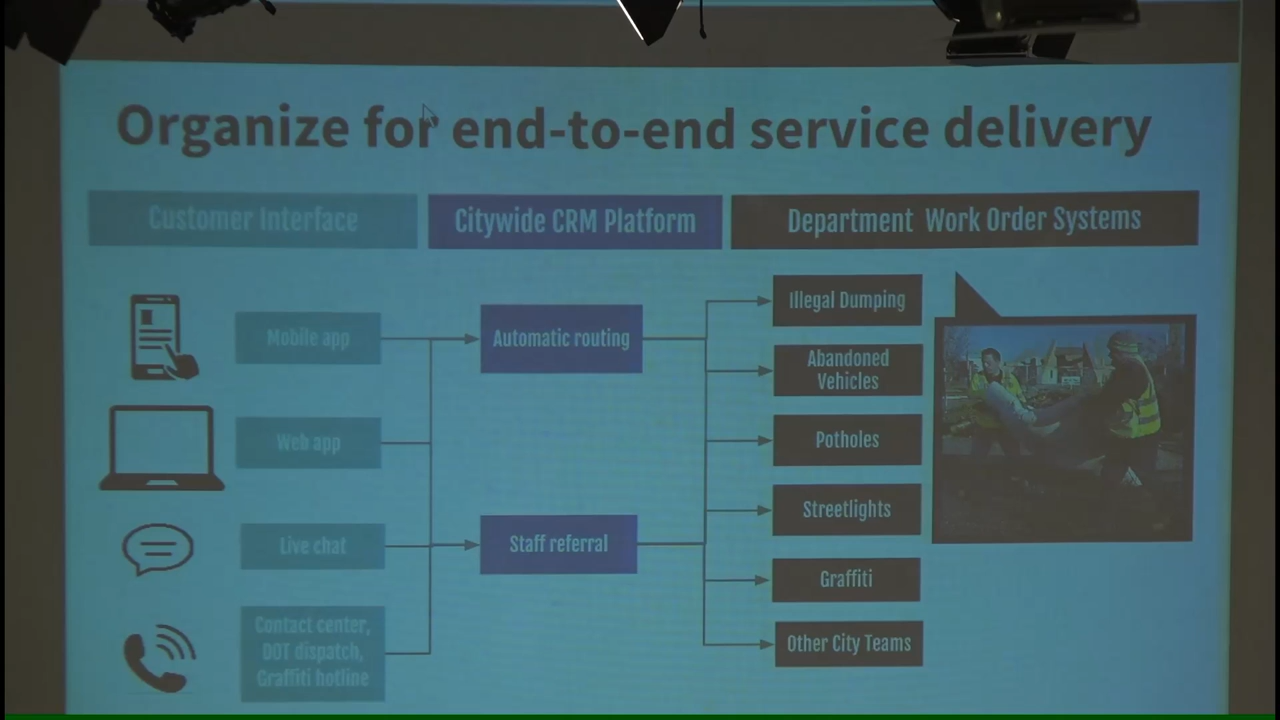 Organize for end-to-end service delivery
Customer Interface
Citywide CRM Platform
Department Work Order Systems
Mobile app
Automatic routing
Illegal Dumping
Abandoned
Vehicles
Web app
Potholes
Streetlights
Live chat
Staff referral
Graffiti
Contact center,
DOT dispatch,
Graffiti hotline
Other City Teams